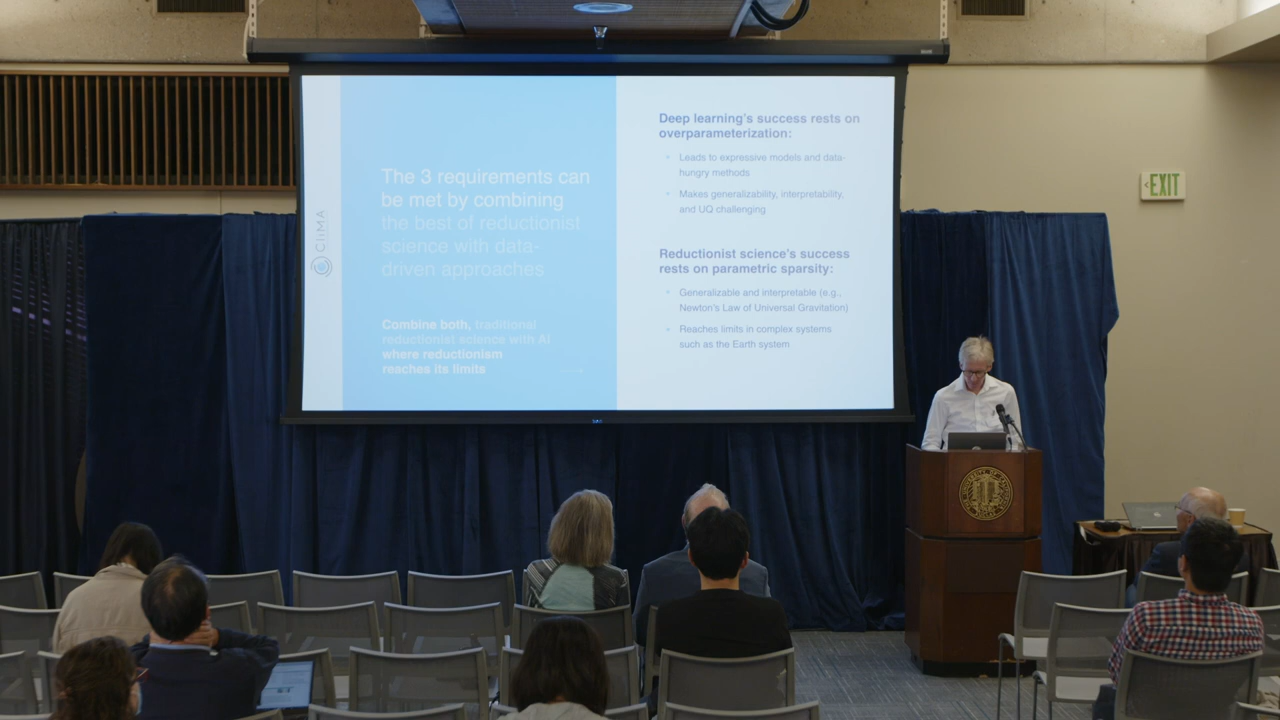 CliMA
The 3 requirements can
be met by combining
the best of reductionist
science with data-
driven approaches
Combine both, traditional
reductionist science with AI
where reductionism
reaches its limits
Deep learning's success rests on
overparameterization:
• Leads to expressive models and data-
hungry methods
• Makes generalizability, interpretability,
and UQ challenging
Reductionist science's success
rests on parametric sparsity:
• Generalizable and interpretable (e.g.,
Newton's Law of Universal Gravitation)
• Reaches limits in complex systems
such as the Earth system
EXIT